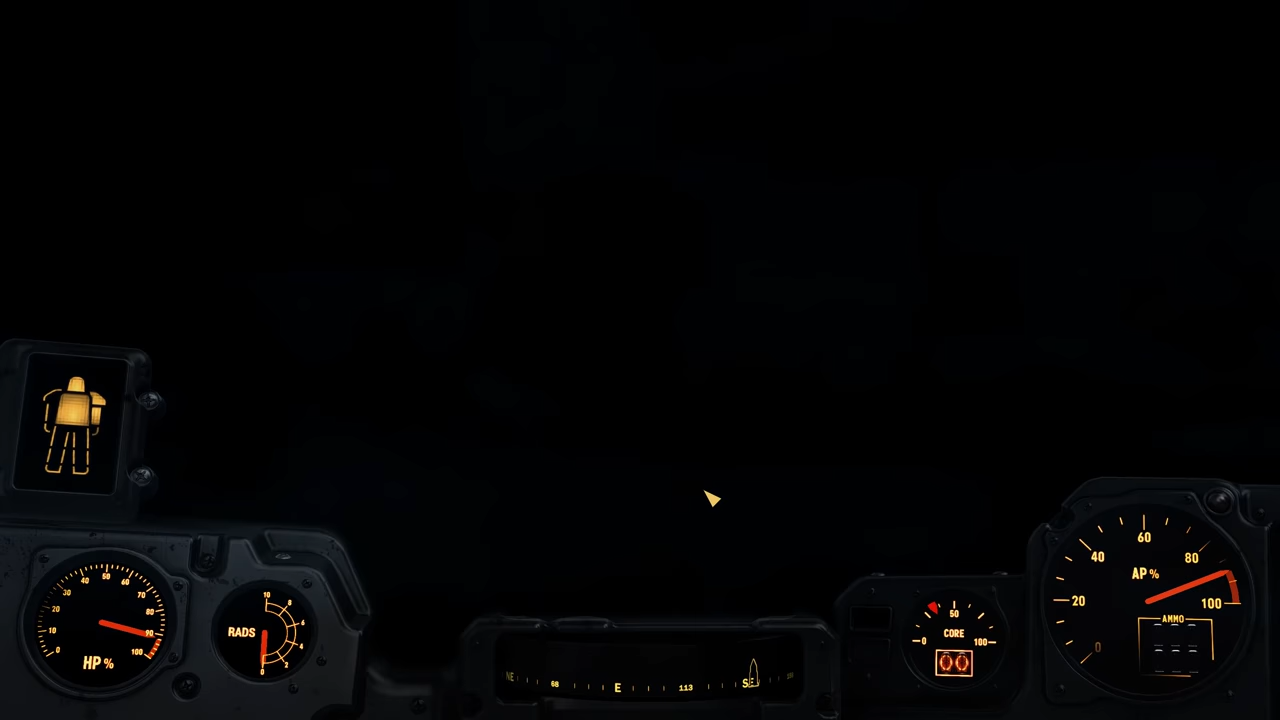 0 10 20 30 40 50 60 70 80 90 100
HP %
10 8 6 4 2 0
RADS
NE 68 E 113 SE
0 50 100
CORE
00
0 20 40 60 80 100
AP %
AMMO